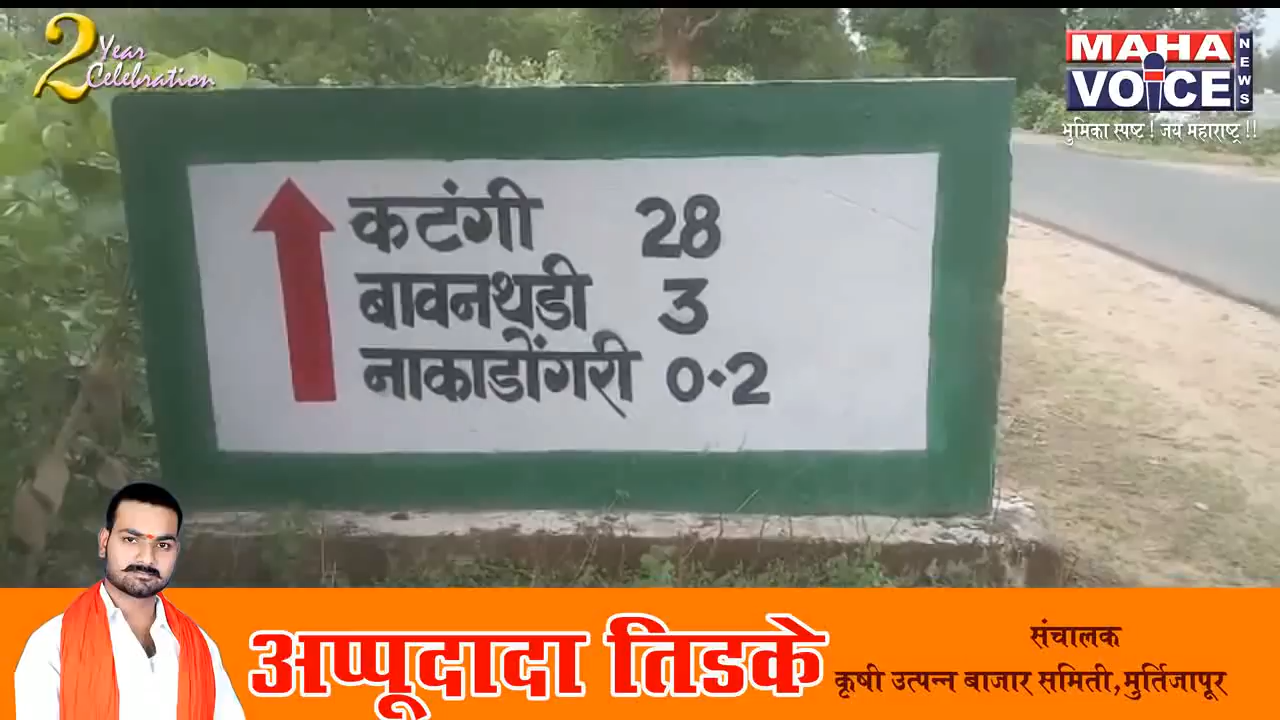 2 Year
Celebration
MAHA
VOICE
NEWS
भुमिका स्पष्ट ! जय महाराष्ट्र !!
कटंगी 28
बावनथडी 3
नाकाडोंगरी 0.2
अप्पूदादा तिडके
संचालक
कृषी उत्पन्न बाजार समिती,मुर्तिजापूर